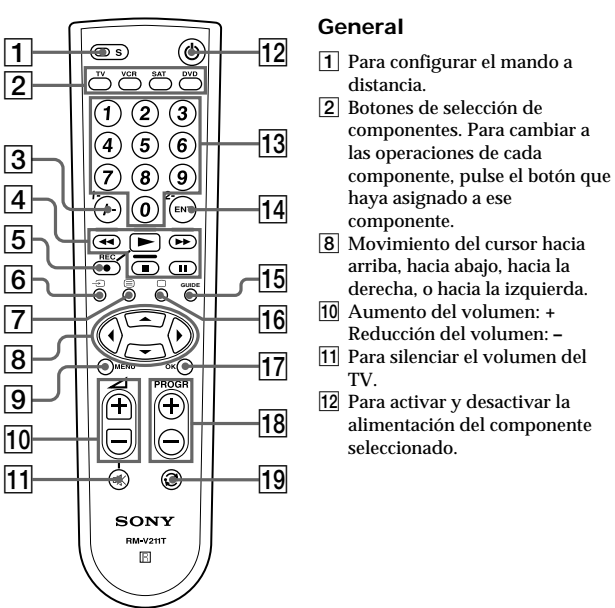 1
S
12
2
TV VCR SAT DVD
1 2 3
4 5 6
13
3
7 8 9
1-
2-
-/--
0
ENT
14
4
5
REC
6
GUIDE
15
7
16
8
9
MENU
OK
17
PROGR
10
+
−
+
−
18
11
19
SONY
RM-V211T
R
General
1 Para configurar el mando a
distancia.
2 Botones de selección de
componentes. Para cambiar a
las operaciones de cada
componente, pulse el botón que
haya asignado a ese
componente.
8 Movimiento del cursor hacia
arriba, hacia abajo, hacia la
derecha, o hacia la izquierda.
10 Aumento del volumen: +
Reducción del volumen: –
11 Para silenciar el volumen del
TV.
12 Para activar y desactivar la
alimentación del componente
seleccionado.